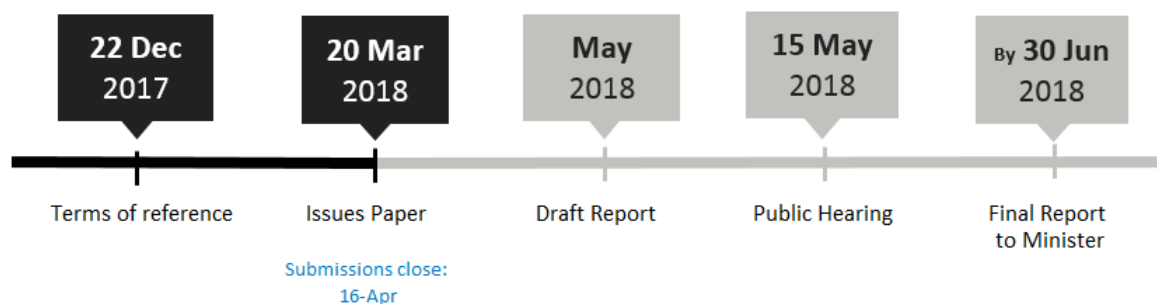 22 Dec
2017
20 Mar
2018
May
2018
15 May
2018
By 30 Jun
2018
Terms of reference
Issues Paper
Submissions close:
16-Apr
Draft Report
Public Hearing
Final Report
to Minister